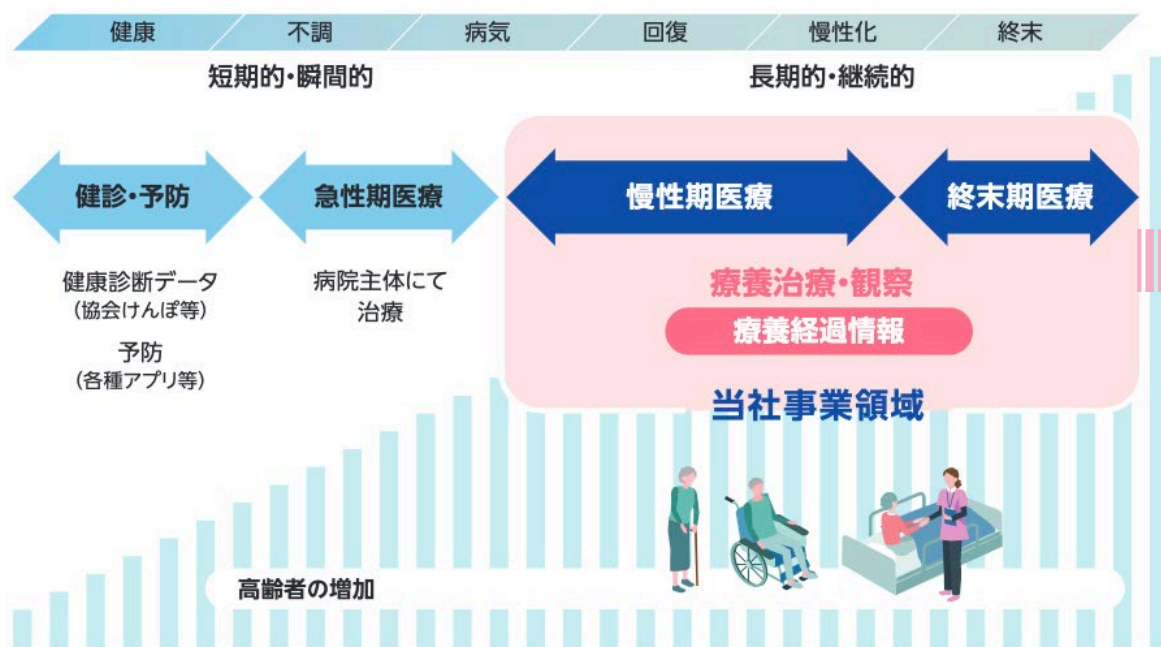 健康 不調 病気 回復 慢性化 終末
短期的・瞬間的 長期的・継続的
健診・予防 急性期医療 慢性期医療 終末期医療
健康診断データ
(協会けんぽ等)
予防
(各種アプリ等)
病院主体にて
治療
療養治療・観察
療養経過情報
当社事業領域
高齢者の増加